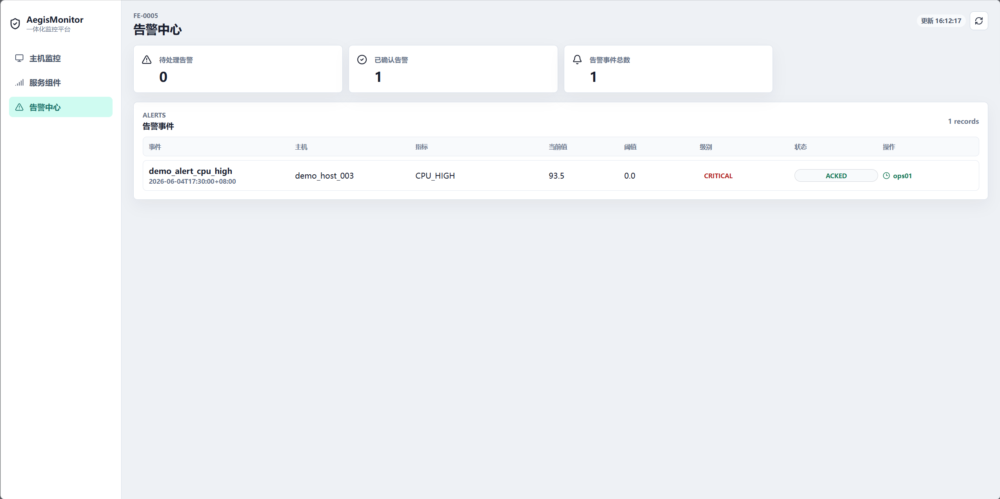 AegisMonitor
一体化监控平台
主机监控
服务组件
告警中心
FE-0005
告警中心
更新 16:12:17
待处理告警
0
已确认告警
1
告警事件总数
1
ALERTS
告警事件
1 records
事件 主机 指标 当前值 阈值 级别 状态 操作
demo_alert_cpu_high
2026-06-04T17:30:00+08:00
demo_host_003 CPU_HIGH 93.5 0.0 CRITICAL ACKED ops01